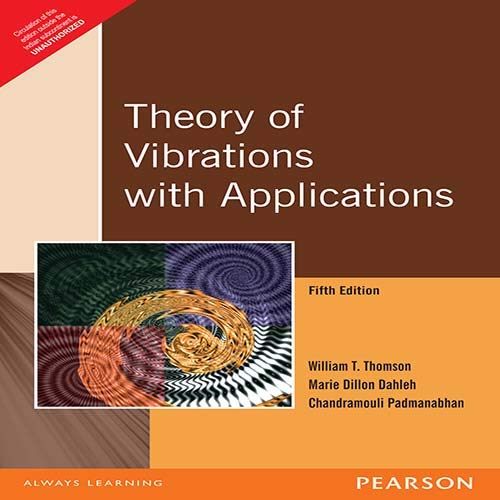 Circulation of this
edition outside the
Indian subcontinent is
UNAUTHORIZED
Theory of
Vibrations
with Applications
Fifth Edition
William T. Thomson
Marie Dillon Dahleh
Chandramouli Padmanabhan
ALWAYS LEARNING
PEARSON